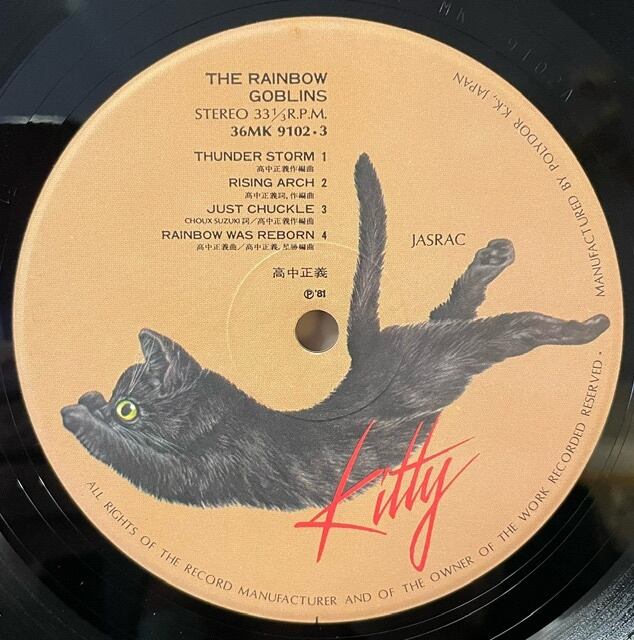 THE RAINBOW
GOBLINS
STEREO 33⅓R.P.M.
36MK 9102・3
THUNDER STORM 1
高中正義作編曲
RISING ARCH 2
高中正義詞,作編曲
JUST CHUCKLE 3
CHOUX SUZUKI 詞/高中正義作編曲
RAINBOW WAS REBORN 4
高中正義曲/高中正義,星勝編曲
高中正義
℗'81
JASRAC
Kitty
MANUFACTURED BY POLYDOR K.K., JAPAN
ALL RIGHTS OF THE RECORD MANUFACTURER AND OF THE OWNER OF THE WORK RECORDED RESERVED・